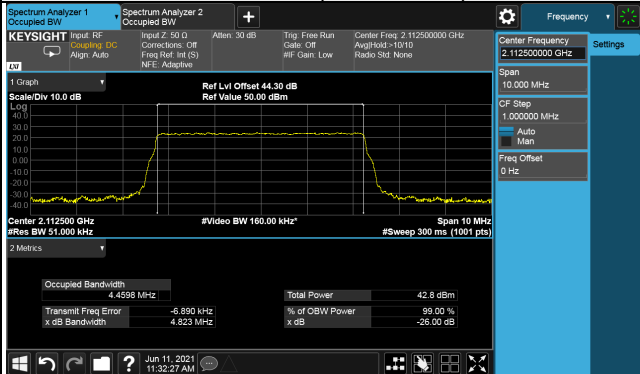 Spectrum Analyzer 1
Occupied BW
Spectrum Analyzer 2
Occupied BW
+
Frequency
KEYSIGHT
LXI
Input: RF
Coupling: DC
Align: Auto
Input Z: 50 Ω
Corrections: Off
Freq Ref: Int (S)
NFE: Adaptive
Atten: 30 dB
Trig: Free Run
Gate: Off
#IF Gain: Low
Center Freq: 2.112500000 GHz
Avg|Hold:>10/10
Radio Std: None
Center Frequency
2.112500000 GHz
Settings
Span
10.000 MHz
CF Step
1.000000 MHz
Auto
Man
Freq Offset
0 Hz
1 Graph
Scale/Div 10.0 dB
Ref Lvl Offset 44.30 dB
Ref Value 50.00 dBm
Log
40.0
30.0
20.0
10.0
0.00
-10.0
-20.0
-30.0
-40.0
Center 2.112500 GHz
#Res BW 51.000 kHz
#Video BW 160.00 kHz*
Span 10 MHz
#Sweep 300 ms (1001 pts)
2 Metrics
Occupied Bandwidth
4.4598 MHz
Total Power 42.8 dBm
Transmit Freq Error -6.890 kHz
% of OBW Power 99.00 %
x dB Bandwidth 4.823 MHz
x dB -26.00 dB
?
Jun 11, 2021
11:32:27 AM